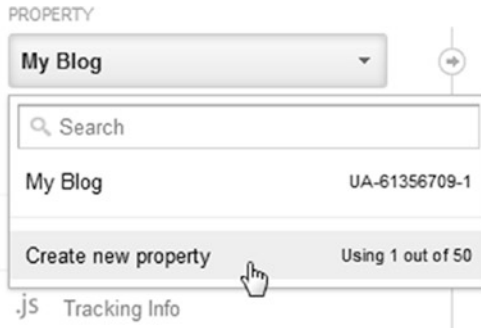 PROPERTY
My Blog
Search
My Blog UA-61356709-1
Create new property Using 1 out of 50
.js Tracking Info